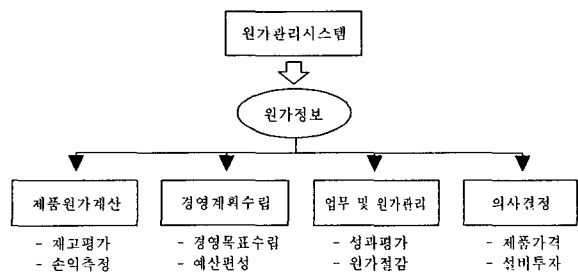 원가관리시스템
원가정보
제품원가계산 경영계획수립 업무 및 원가관리 의사결정
- 재고평가 - 경영목표수립 - 성과평가 - 제품가격
- 손익측정 - 예산편성 - 원가절감 - 설비투자